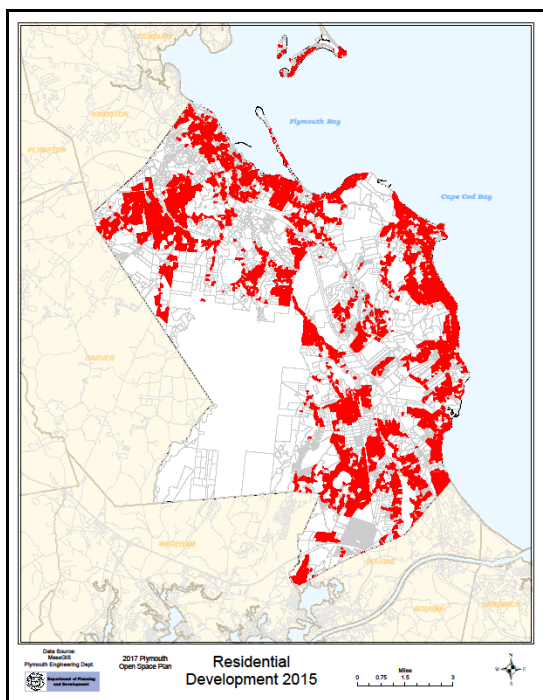 DUXBURY
KINGSTON
Plymouth Bay
PLYMPTON
Cape Cod Bay
CARVER
WAREHAM
BOURNE
BOURNE
SANDWICH
Data Source:
MassGIS
Plymouth Engineering Dept.
Department of Planning
and Development
2017 Plymouth
Open Space Plan
Residential
Development 2015
Miles
0 0.75 1.5 3
N
W E
S